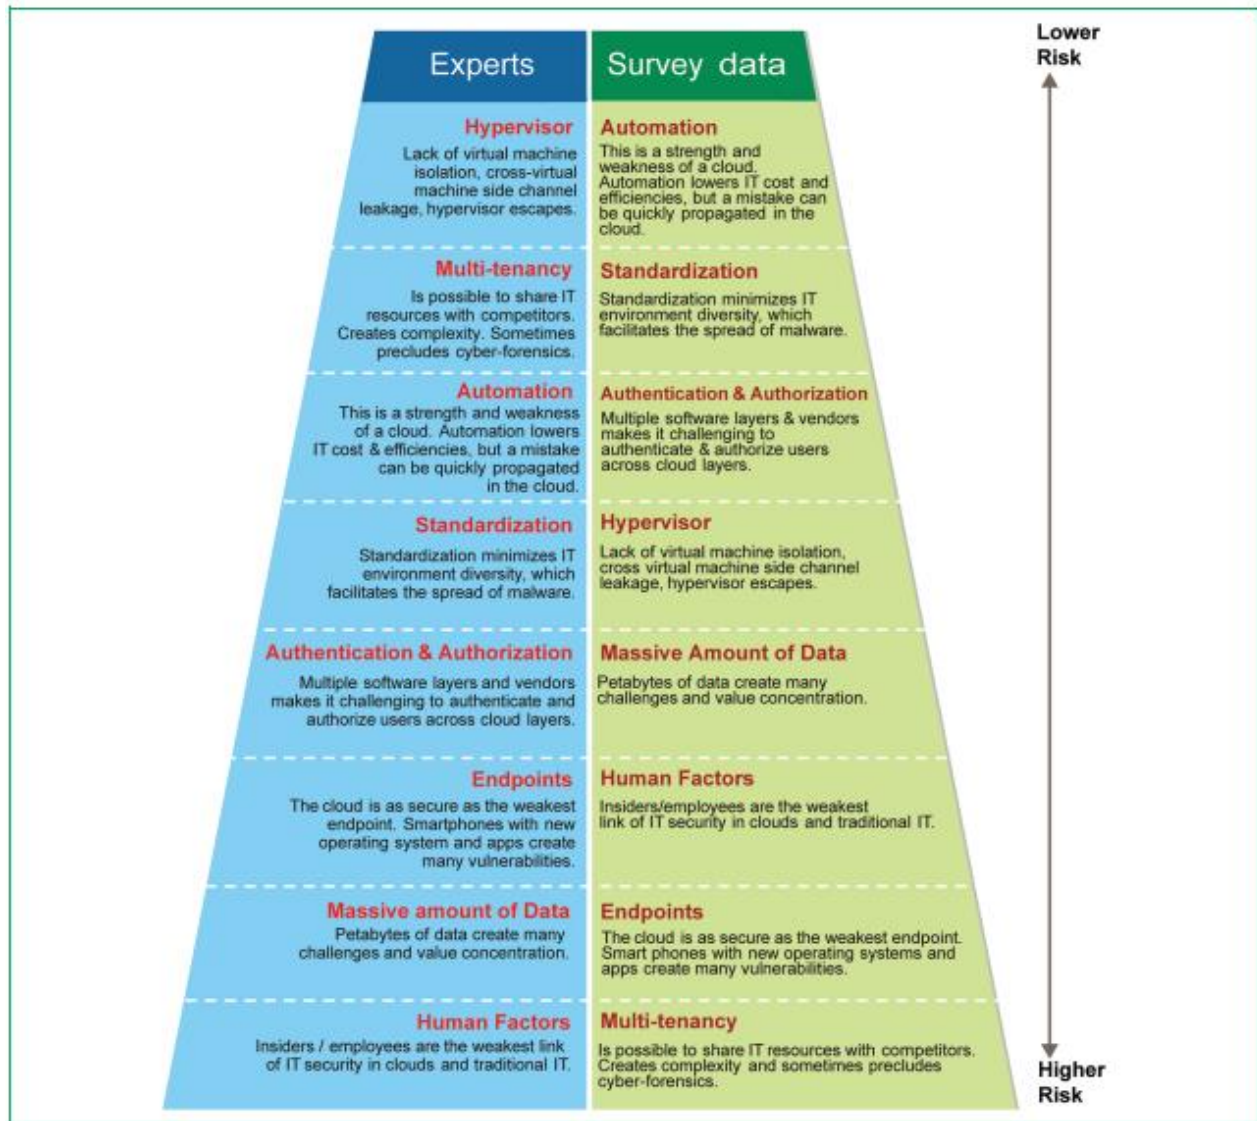 Experts
Hypervisor
Lack of virtual machine
isolation, cross-virtual
machine side channel
leakage, hypervisor escapes.
Multi-tenancy
Is possible to share IT
resources with competitors.
Creates complexity. Sometimes
precludes cyber-forensics.
Automation
This is a strength and weakness
of a cloud. Automation lowers
IT cost & efficiencies, but a mistake
can be quickly propagated
in the cloud.
Standardization
Standardization minimizes IT
environment diversity, which
facilitates the spread of malware.
Authentication & Authorization
Multiple software layers and vendors
makes it challenging to authenticate and
authorize users across cloud layers.
Endpoints
The cloud is as secure as the weakest
endpoint. Smartphones with new
operating system and apps create
many vulnerabilities.
Massive amount of Data
Petabytes of data create many
challenges and value concentration.
Human Factors
Insiders / employees are the weakest link
of IT security in clouds and traditional IT.
Survey data
Automation
This is a strength and
weakness of a cloud.
Automation lowers IT cost and
efficiencies, but a mistake can
be quickly propagated in the
cloud.
Standardization
Standardization minimizes IT
environment diversity, which
facilitates the spread of malware.
Authentication & Authorization
Multiple software layers & vendors
makes it challenging to
authenticate & authorize users
across cloud layers.
Hypervisor
Lack of virtual machine isolation,
cross virtual machine side channel
leakage, hypervisor escapes.
Massive Amount of Data
Petabytes of data create many
challenges and value concentration.
Human Factors
Insiders/employees are the weakest
link of IT security in clouds and traditional IT.
Endpoints
The cloud is as secure as the weakest endpoint.
Smart phones with new operating systems and
apps create many vulnerabilities.
Multi-tenancy
Is possible to share IT resources with competitors.
Creates complexity and sometimes precludes
cyber-forensics.
Lower
Risk
Higher
Risk